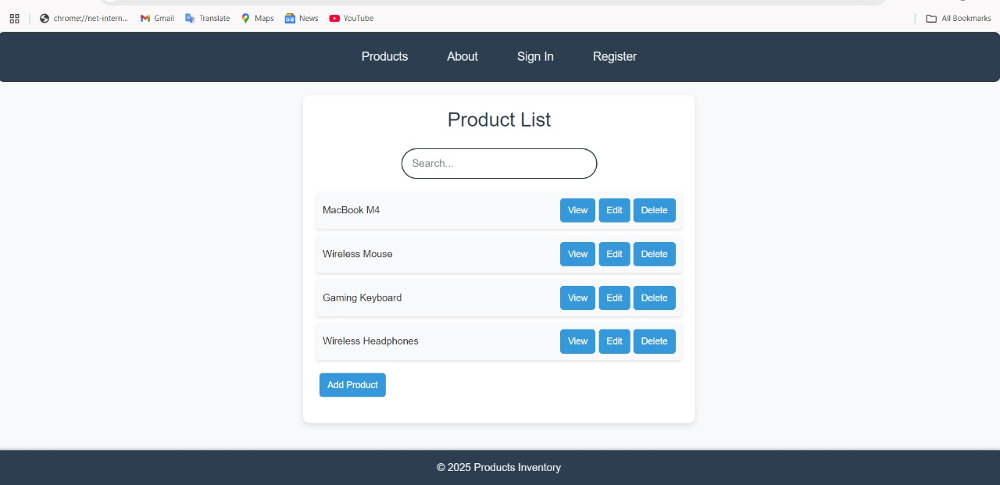 chrome://net-intern... Gmail Translate Maps News YouTube All Bookmarks
Products About Sign In Register
Product List
Search...
MacBook M4 View Edit Delete
Wireless Mouse View Edit Delete
Gaming Keyboard View Edit Delete
Wireless Headphones View Edit Delete
Add Product
© 2025 Products Inventory